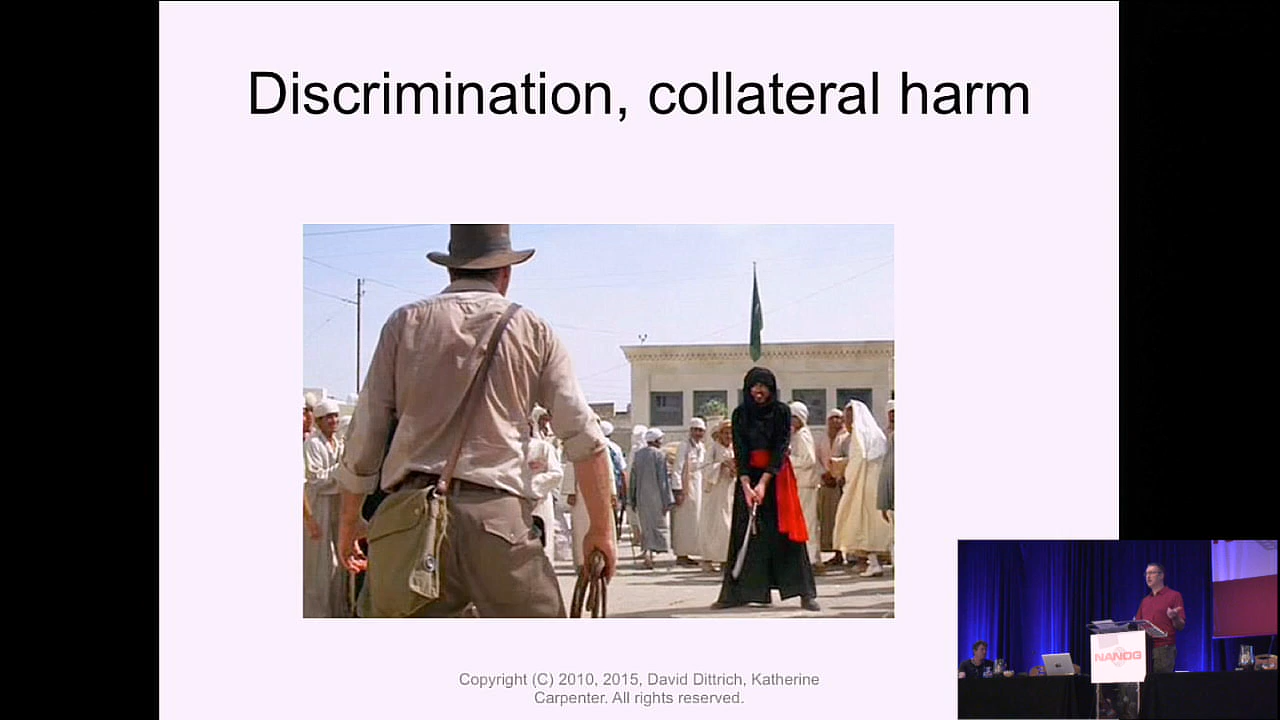 Discrimination, collateral harm
Copyright (C) 2010, 2015, David Dittrich, Katherine
Carpenter. All rights reserved.
NANOG